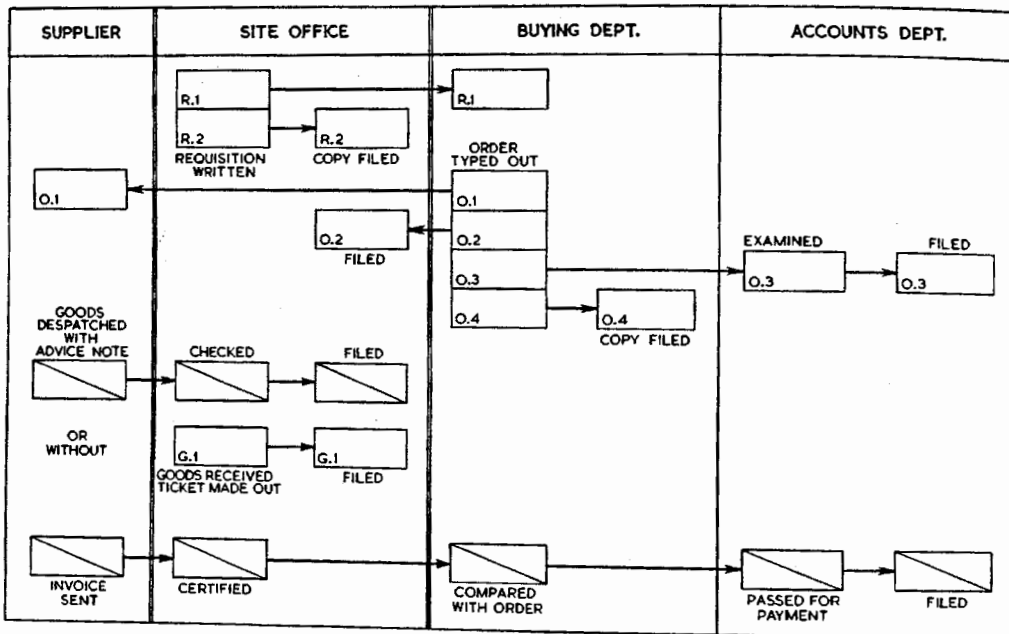 SUPPLIER
SITE OFFICE
BUYING DEPT.
ACCOUNTS DEPT.
R.1
R.1
R.2
R.2
REQUISITION
WRITTEN
COPY FILED
ORDER
TYPED OUT
O.1
O.1
O.2
FILED
O.2
O.3
EXAMINED
O.3
FILED
O.3
O.4
O.4
COPY FILED
GOODS
DESPATCHED
WITH
ADVICE NOTE
CHECKED
FILED
OR
WITHOUT
G.1
GOODS RECEIVED
TICKET MADE OUT
G.1
FILED
INVOICE
SENT
CERTIFIED
COMPARED
WITH ORDER
PASSED FOR
PAYMENT
FILED